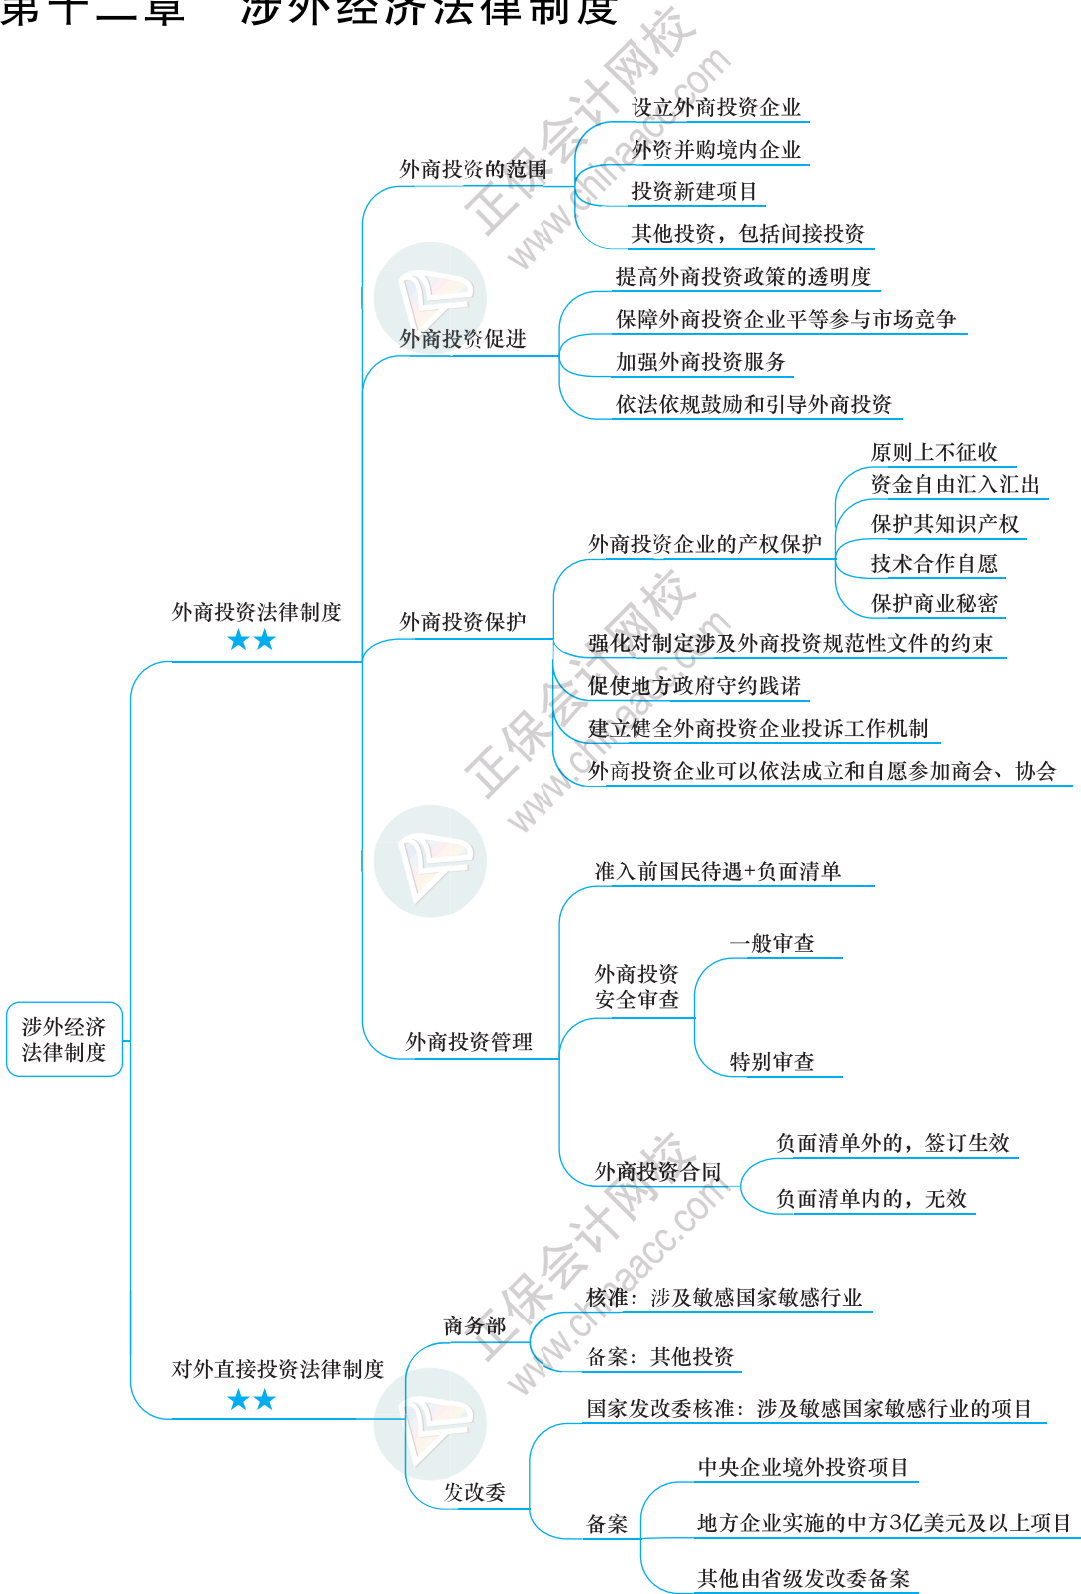 第十二章 涉外经济法律制度
设立外商投资企业
外资并购境内企业
外商投资的范围
投资新建项目
其他投资，包括间接投资
提高外商投资政策的透明度
保障外商投资企业平等参与市场竞争
外商投资促进
加强外商投资服务
依法依规鼓励和引导外商投资
原则上不征收
资金自由汇入汇出
保护其知识产权
外商投资企业的产权保护
技术合作自愿
保护商业秘密
外商投资法律制度
★★
外商投资保护
强化对制定涉及外商投资规范性文件的约束
促使地方政府守约践诺
建立健全外商投资企业投诉工作机制
外商投资企业可以依法成立和自愿参加商会、协会
准入前国民待遇+负面清单
一般审查
外商投资
安全审查
特别审查
涉外经济
法律制度
外商投资管理
负面清单外的，签订生效
外商投资合同
负面清单内的，无效
核准：涉及敏感国家敏感行业
商务部
备案：其他投资
对外直接投资法律制度
★★
国家发改委核准：涉及敏感国家敏感行业的项目
发改委
中央企业境外投资项目
备案
地方企业实施的中方3亿美元及以上项目
其他由省级发改委备案
正保会计网校
www.chinaacc.com
正保会计网校
www.chinaacc.com
正保会计网校
www.chinaacc.com